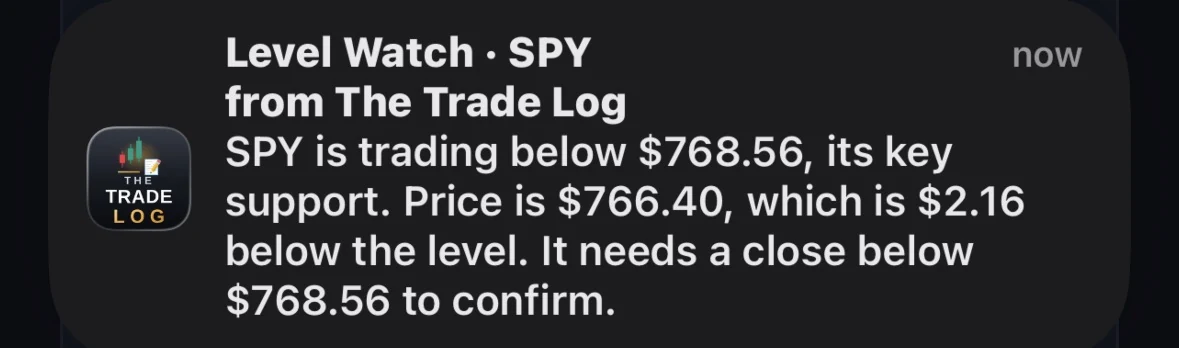 Level Watch · SPY
now
from The Trade Log
SPY is trading below $768.56, its key
support. Price is $766.40, which is $2.16
below the level. It needs a close below
$768.56 to confirm.
THE
TRADE
LOG